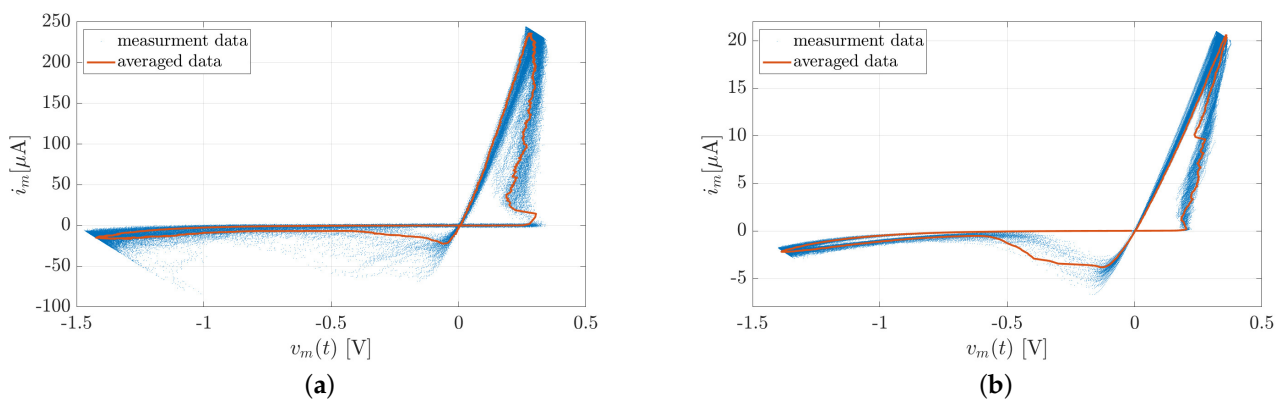 250
200
150
100
50
0
-50
-100
i_m[μA]
measurment data
averaged data
-1.5 -1 -0.5 0 0.5
v_m(t) [V]
(a)
20
15
10
5
0
-5
i_m[μA]
measurment data
averaged data
-1.5 -1 -0.5 0 0.5
v_m(t) [V]
(b)